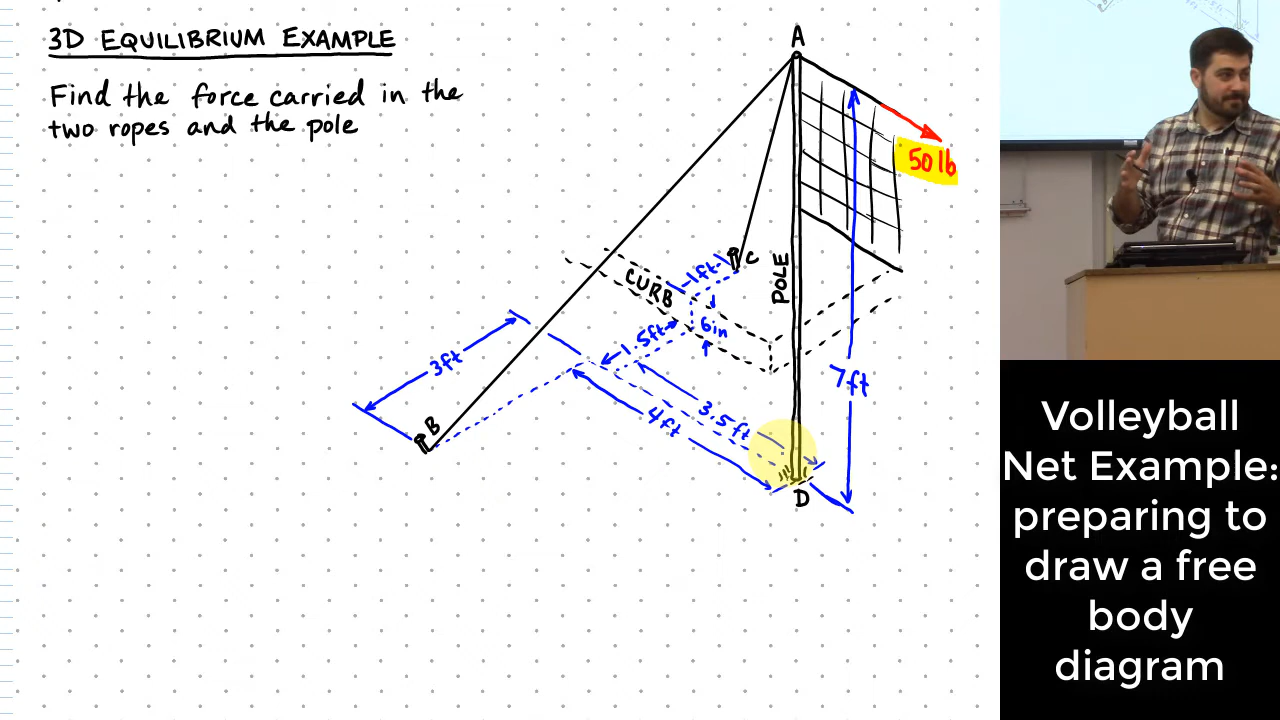 3D EQUILIBRIUM EXAMPLE
Find the force carried in the
two ropes and the pole
A
50 lb
C
1ft
CURB
POLE
6in
1.5ft
3ft
7ft
B
3.5ft
4ft
D
Volleyball
Net Example:
preparing to
draw a free
body
diagram